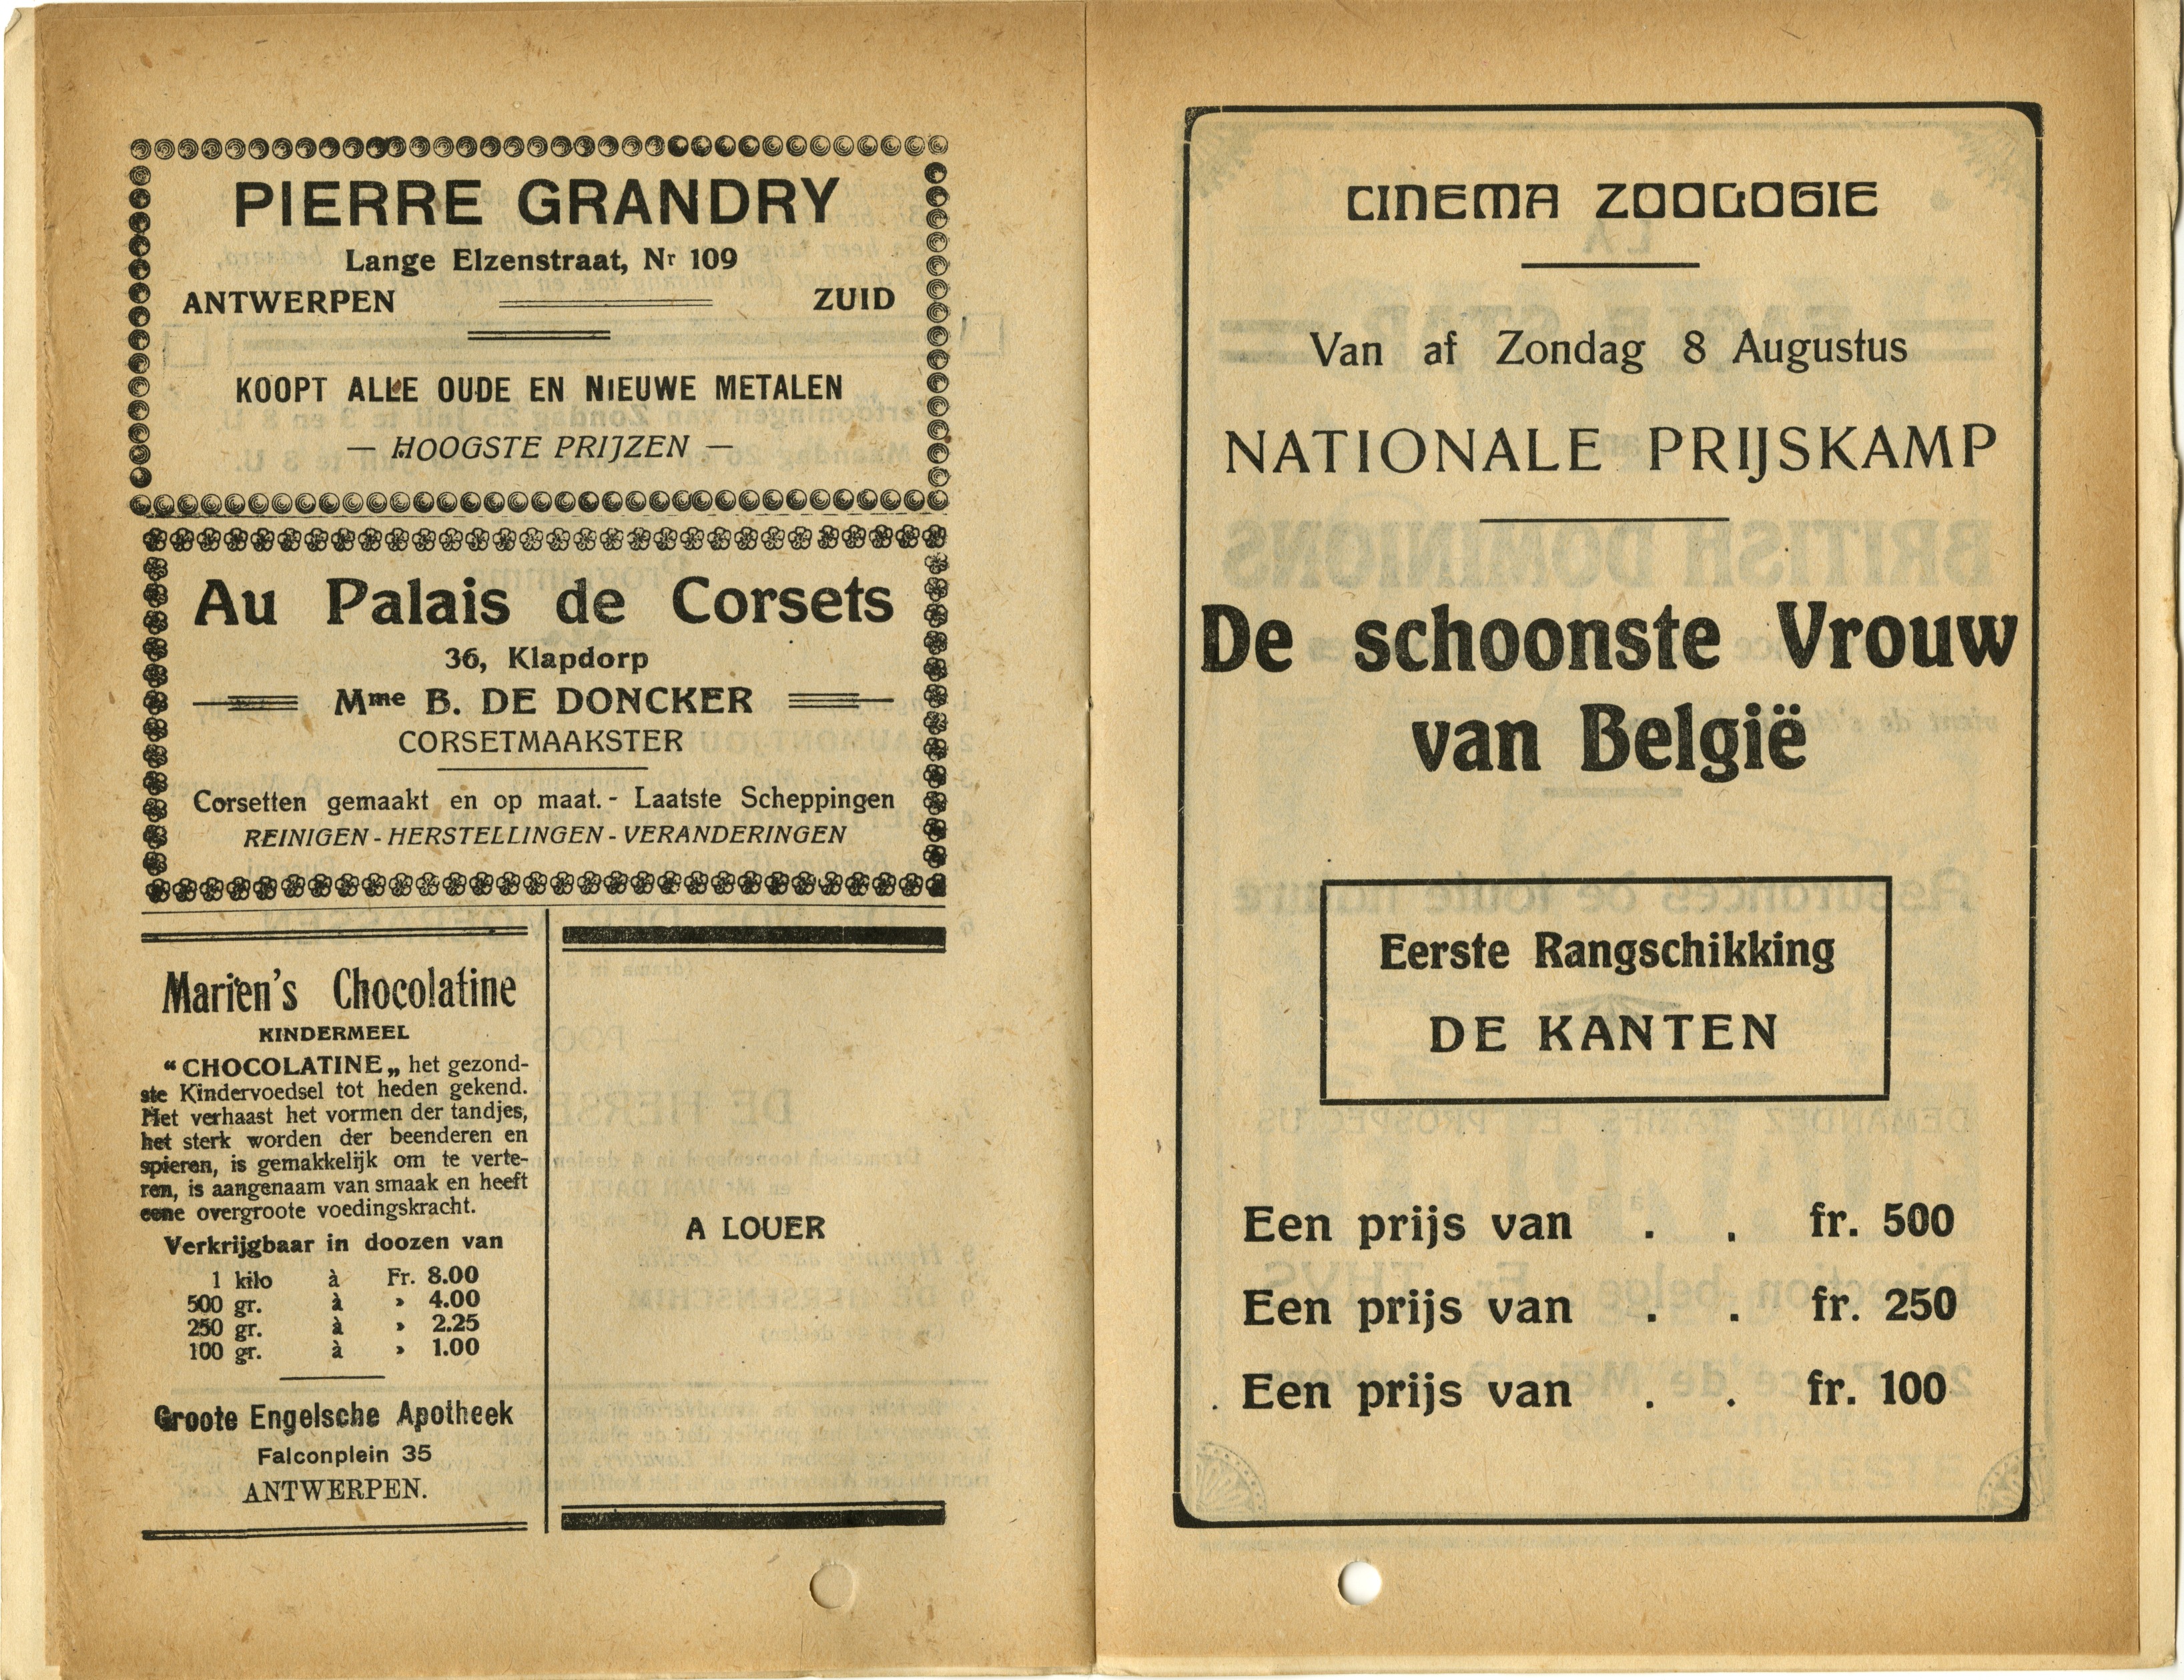 PIERRE GRANDRY
Lange Elzenstraat, Nr 109
ANTWERPEN ZUID
KOOPT ALLE OUDE EN NIEUWE METALEN
— HOOGSTE PRIJZEN —
Au Palais de Corsets
36, Klapdorp
Mme B. DE DONCKER
CORSETMAAKSTER
Corsetten gemaakt en op maat. - Laatste Scheppingen
REINIGEN - HERSTELLINGEN - VERANDERINGEN
Marien's Chocolatine
KINDERMEEL
“ CHOCOLATINE „ het gezond-
ste Kindervoedsel tot heden gekend.
Het verhaast het vormen der tandjes,
het sterk worden der beenderen en
spieren, is gemakkelijk om te verte-
ren, is aangenaam van smaak en heeft
eene overgroote voedingskracht.
Verkrijgbaar in doozen van
1 kilo à Fr. 8.00
500 gr. à » 4.00
250 gr. à » 2.25
100 gr. à » 1.00
Groote Engelsche Apotheek
Falconplein 35
ANTWERPEN.
A LOUER
CINEMA ZOOLOGIE
Van af Zondag 8 Augustus
NATIONALE PRIJSKAMP
De schoonste Vrouw
van België
Eerste Rangschikking
DE KANTEN
Een prijs van . . fr. 500
Een prijs van . . fr. 250
Een prijs van . . fr. 100